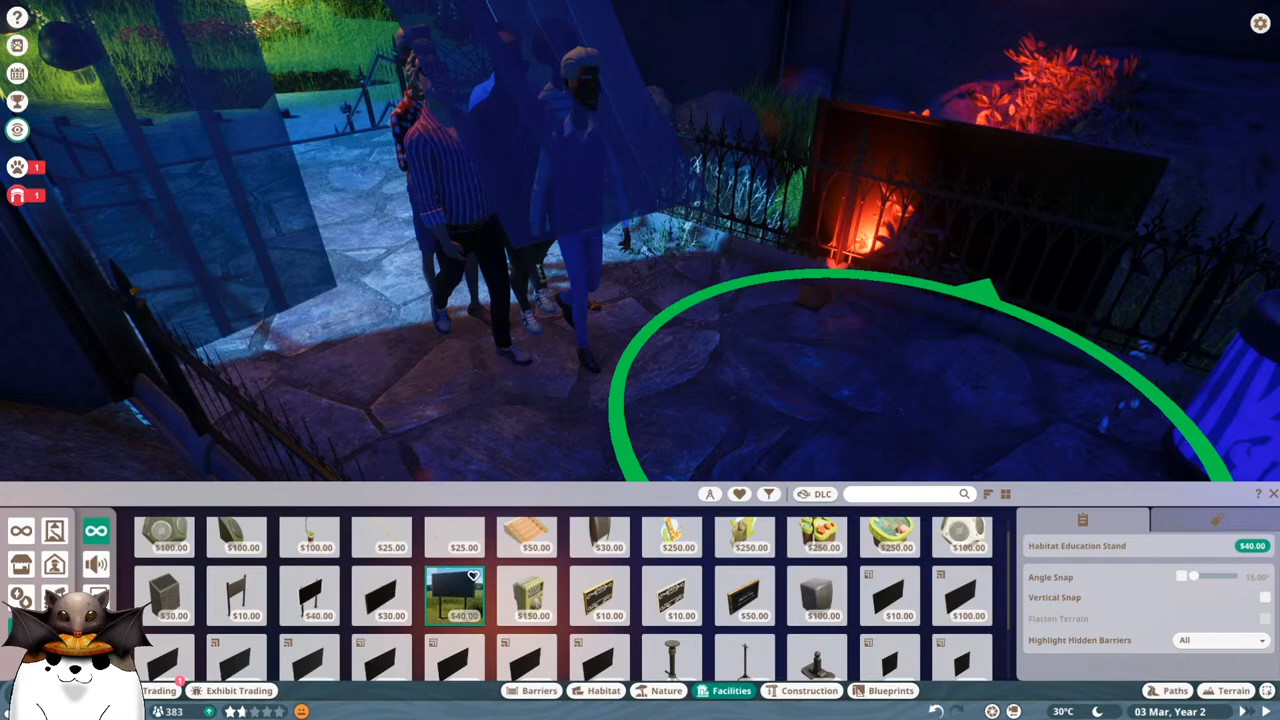 ?
1
1
DLC
? ×
$100.00 $100.00 $100.00 $25.00 $25.00 $50.00 $30.00 $250.00 $250.00 $250.00 $250.00 $100.00
$30.00 $10.00 $40.00 $30.00 $40.00 $150.00 $10.00 $10.00 $50.00 $100.00 $10.00 $10.00
Habitat Education Stand $40.00
Angle Snap 15.00°
Vertical Snap
Flatten Terrain
Highlight Hidden Barriers All
Trading 1 Exhibit Trading Barriers Habitat Nature Facilities Construction Blueprints Paths Terrain
383 30°C 03 Mar, Year 2